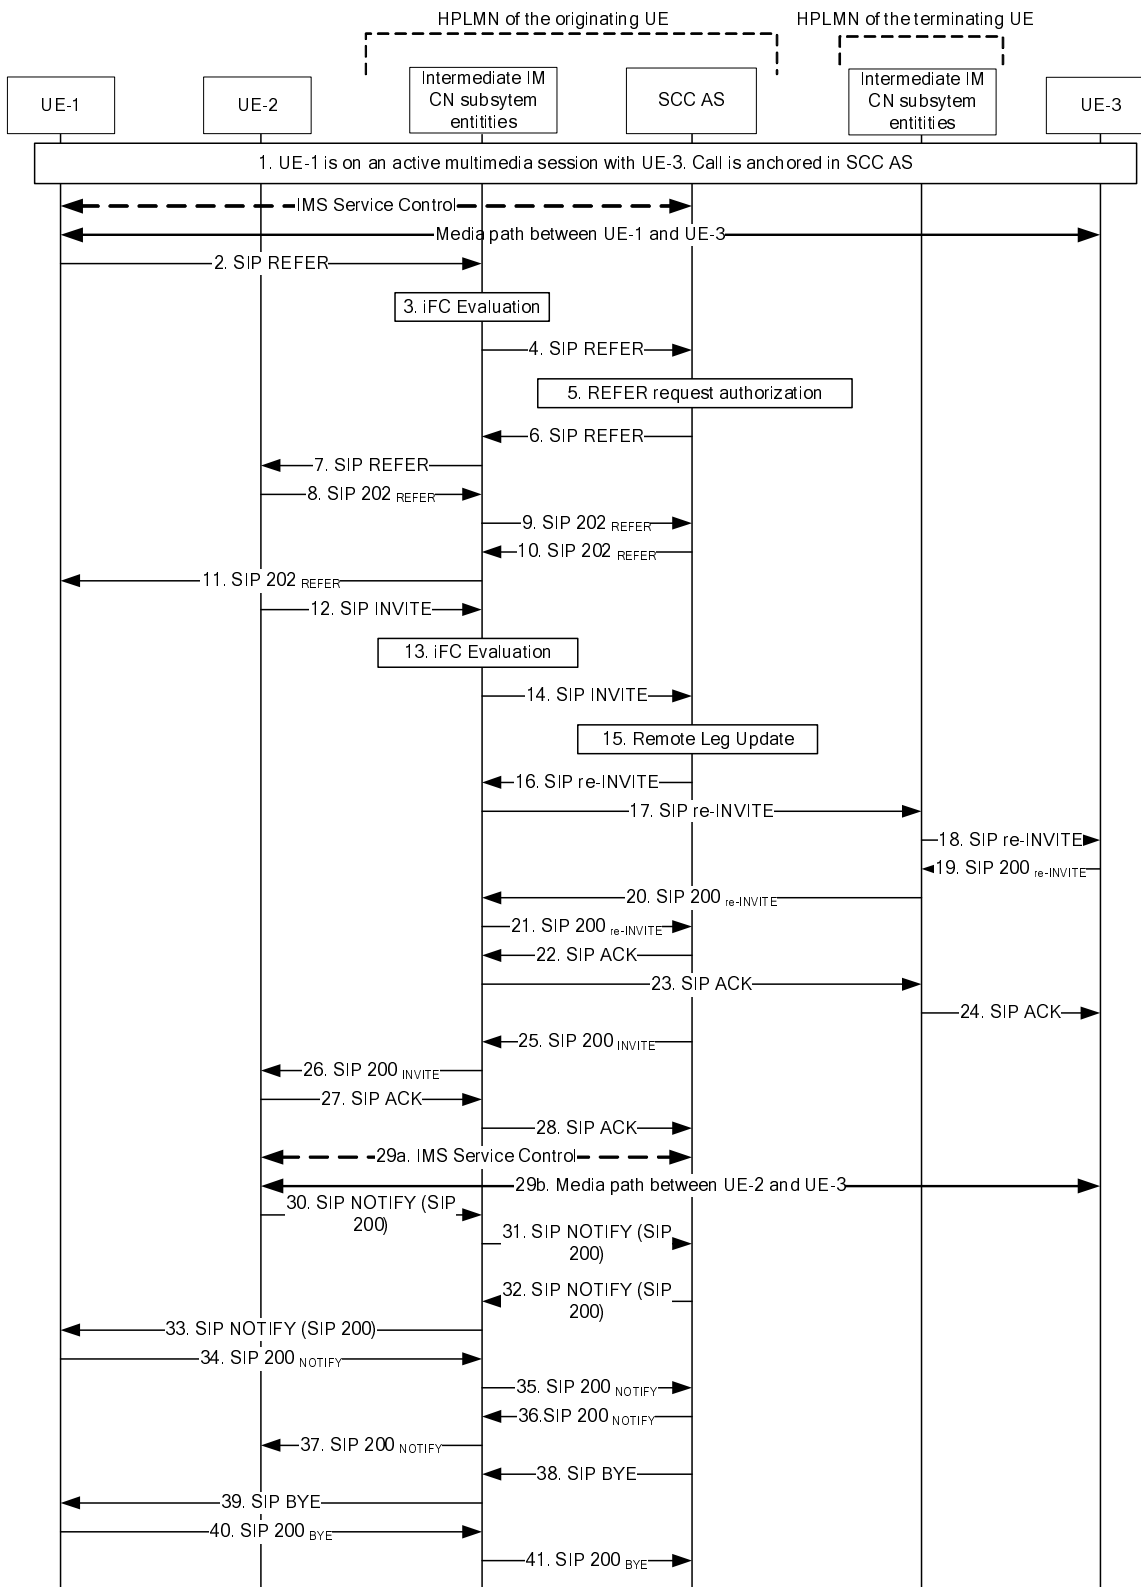 HPLMN of the originating UE
HPLMN of the terminating UE
UE-1
UE-2
Intermediate IM
CN subsytem
entitities
SCC AS
Intermediate IM
CN subsytem
entitities
UE-3
1. UE-1 is on an active multimedia session with UE-3. Call is anchored in SCC AS
IMS Service Control
Media path between UE-1 and UE-3
2. SIP REFER
3. iFC Evaluation
4. SIP REFER
5. REFER request authorization
6. SIP REFER
7. SIP REFER
8. SIP 202 REFER
9. SIP 202 REFER
10. SIP 202 REFER
11. SIP 202 REFER
12. SIP INVITE
13. iFC Evaluation
14. SIP INVITE
15. Remote Leg Update
16. SIP re-INVITE
17. SIP re-INVITE
18. SIP re-INVITE
19. SIP 200 re-INVITE
20. SIP 200 re-INVITE
21. SIP 200 re-INVITE
22. SIP ACK
23. SIP ACK
24. SIP ACK
25. SIP 200 INVITE
26. SIP 200 INVITE
27. SIP ACK
28. SIP ACK
29a. IMS Service Control
29b. Media path between UE-2 and UE-3
30. SIP NOTIFY (SIP
200)
31. SIP NOTIFY (SIP
200)
32. SIP NOTIFY (SIP
200)
33. SIP NOTIFY (SIP 200)
34. SIP 200 NOTIFY
35. SIP 200 NOTIFY
36.SIP 200 NOTIFY
37. SIP 200 NOTIFY
38. SIP BYE
39. SIP BYE
40. SIP 200 BYE
41. SIP 200 BYE